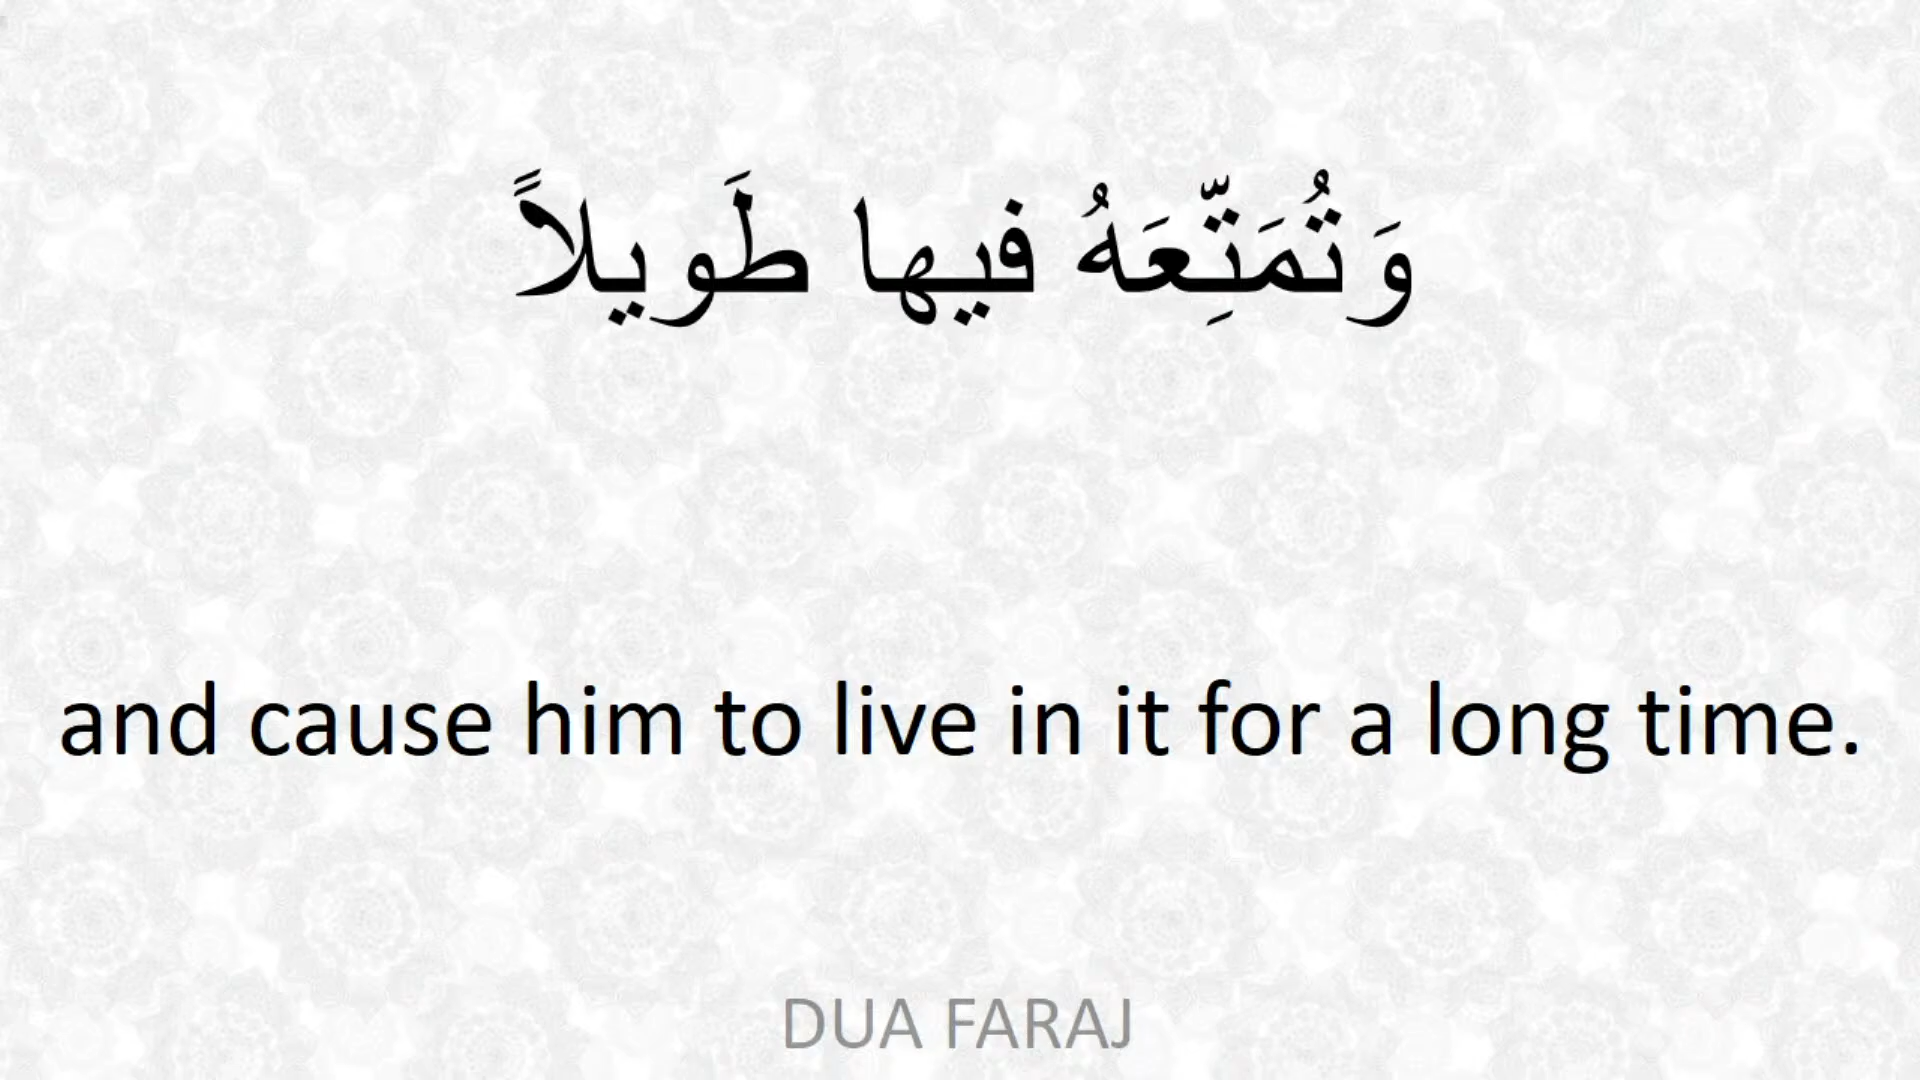 وَتُمَتِّعَهُ فيها طَويلاً
and cause him to live in it for a long time.
DUA FARAJ